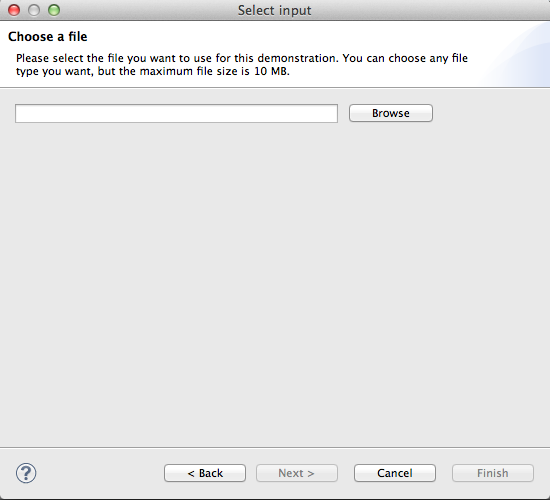 Select input
Choose a file
Please select the file you want to use for this demonstration. You can choose any file
type you want, but the maximum file size is 10 MB.
Browse
?
< Back
Next >
Cancel
Finish